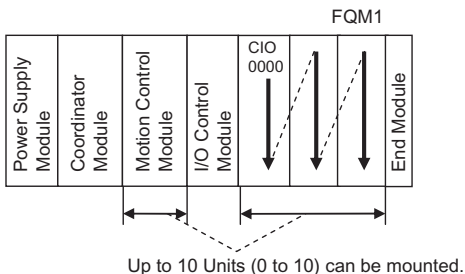 FQM1
CIO
0000
Power Supply
Module
Coordinator
Module
Motion Control
Module
I/O Control
Module
End Module
Up to 10 Units (0 to 10) can be mounted.